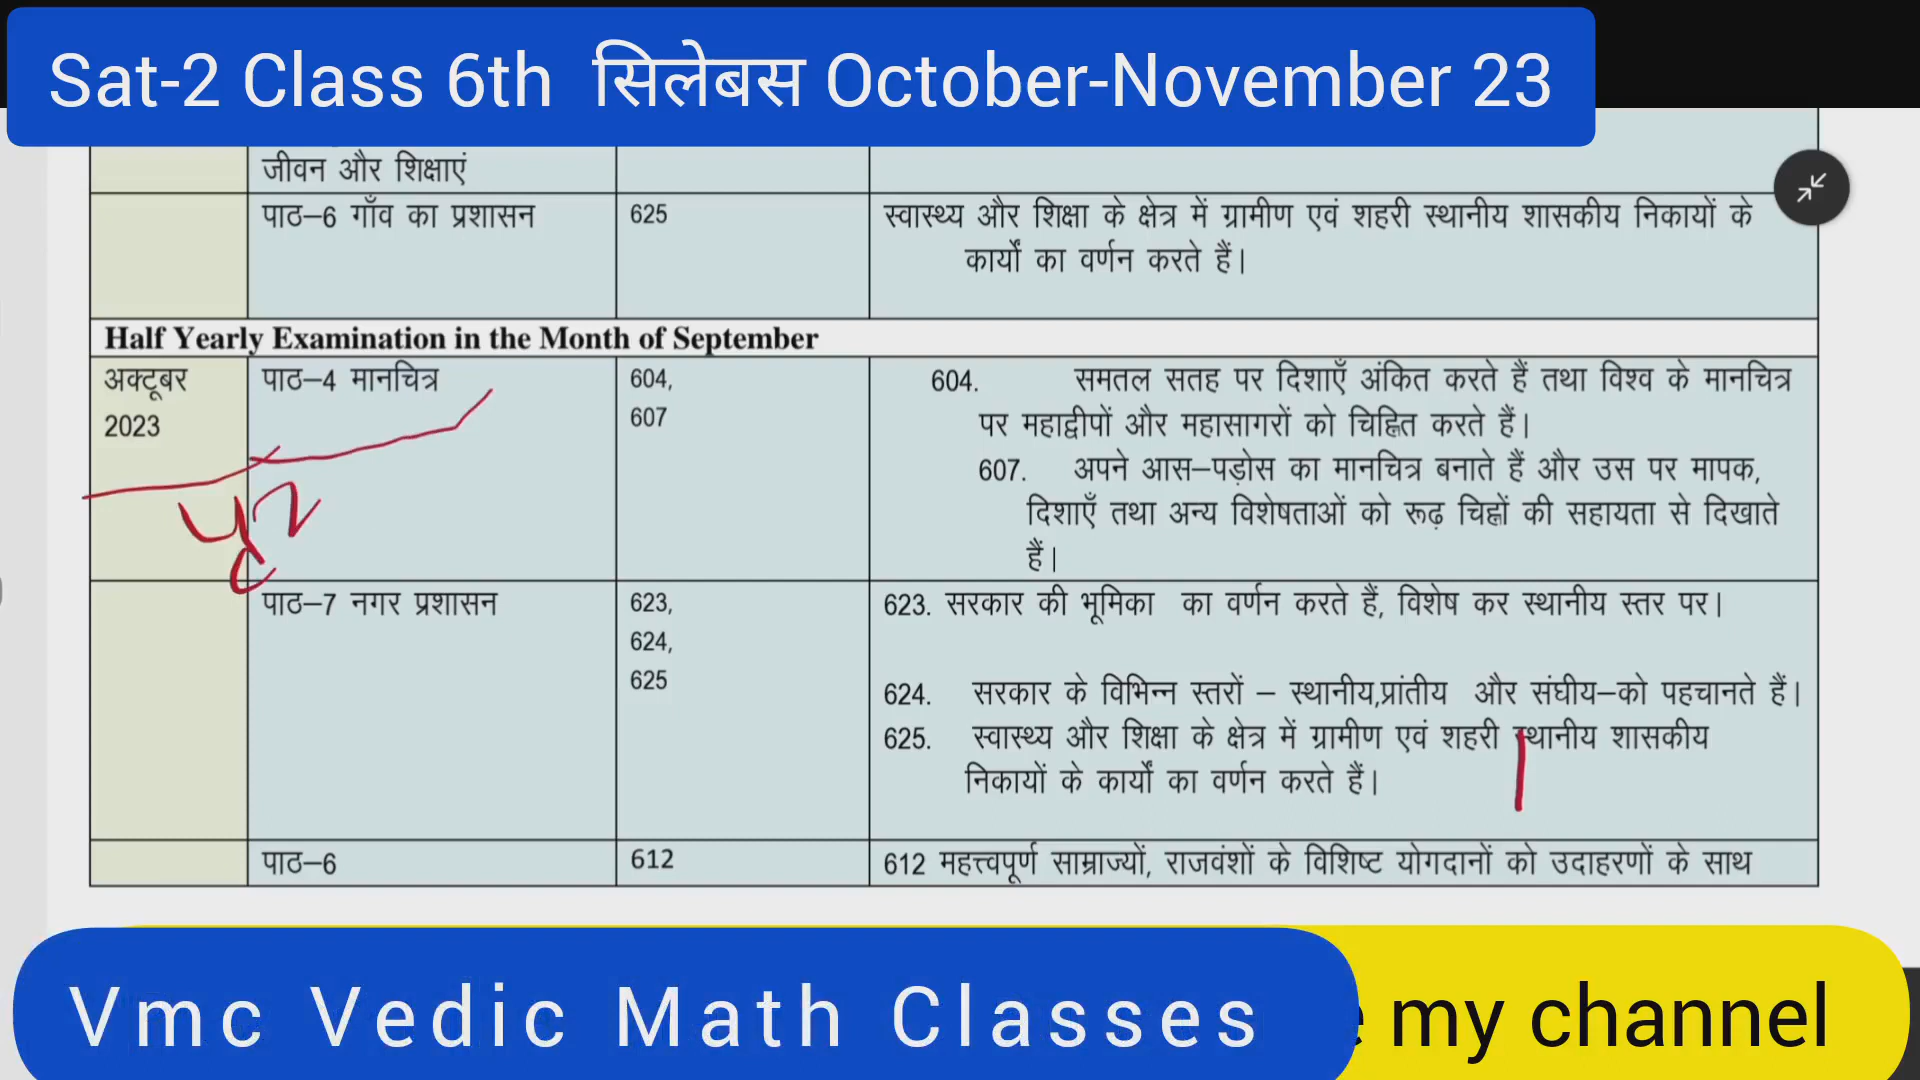 Sat-2 Class 6th सिलेबस October-November 23
जीवन और शिक्षाएं
पाठ–6 गाँव का प्रशासन
625
स्वास्थ्य और शिक्षा के क्षेत्र में ग्रामीण एवं शहरी स्थानीय शासकीय निकायों के
कार्यों का वर्णन करते हैं।
Half Yearly Examination in the Month of September
अक्टूबर
2023
पाठ–4 मानचित्र
604,
607
604. समतल सतह पर दिशाएँ अंकित करते हैं तथा विश्व के मानचित्र
पर महाद्वीपों और महासागरों को चिह्नित करते हैं।
607. अपने आस–पड़ोस का मानचित्र बनाते हैं और उस पर मापक,
दिशाएँ तथा अन्य विशेषताओं को रूढ़ चिह्नों की सहायता से दिखाते
हैं।
पाठ–7 नगर प्रशासन
623,
624,
625
623. सरकार की भूमिका का वर्णन करते हैं, विशेष कर स्थानीय स्तर पर।
624. सरकार के विभिन्न स्तरों – स्थानीय,प्रांतीय और संघीय–को पहचानते हैं।
625. स्वास्थ्य और शिक्षा के क्षेत्र में ग्रामीण एवं शहरी स्थानीय शासकीय
निकायों के कार्यों का वर्णन करते हैं।
पाठ–6
612
612 महत्त्वपूर्ण साम्राज्यों, राजवंशों के विशिष्ट योगदानों को उदाहरणों के साथ
Vmc Vedic Math Classes
my channel